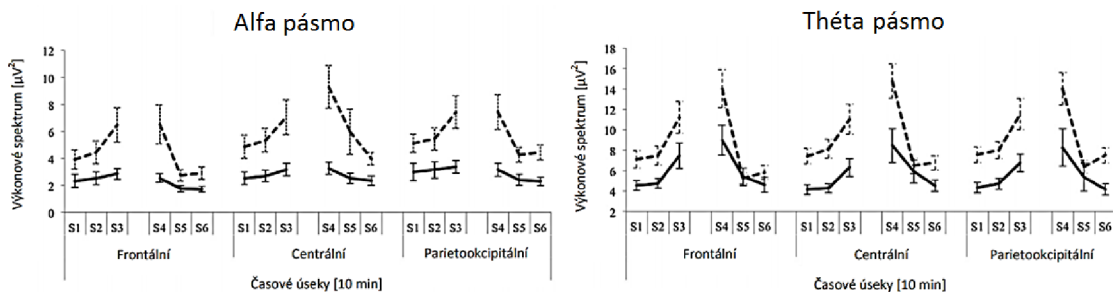 Alfa pásmo
Výkonové spektrum [µV²]
12
10
8
6
4
2
0
S1 S2 S3 S4 S5 S6 S1 S2 S3 S4 S5 S6 S1 S2 S3 S4 S5 S6
Frontální Centrální Parietookcipitální
Časové úseky [10 min]
Théta pásmo
Výkonové spektrum [µV²]
18
16
14
12
10
8
6
4
2
S1 S2 S3 S4 S5 S6 S1 S2 S3 S4 S5 S6 S1 S2 S3 S4 S5 S6
Frontální Centrální Parietookcipitální
Časové úseky [10 min]